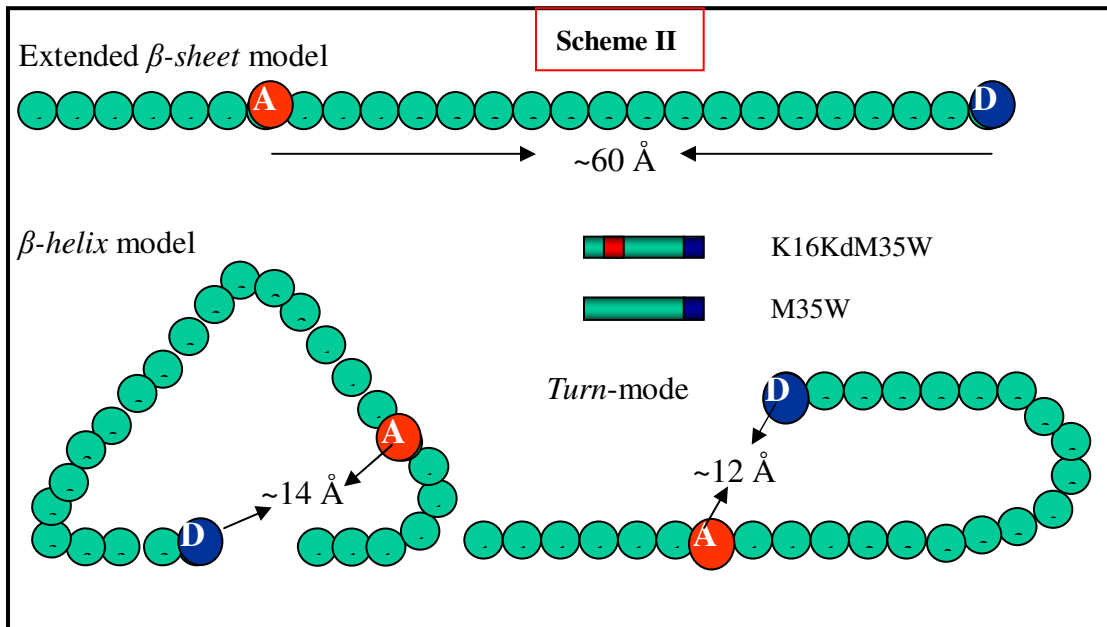 Scheme II
Extended β-sheet model
A
D
~60 Å
β-helix model
K16KdM35W
M35W
Turn-mode
D
A
~12 Å
~14 Å
D
A